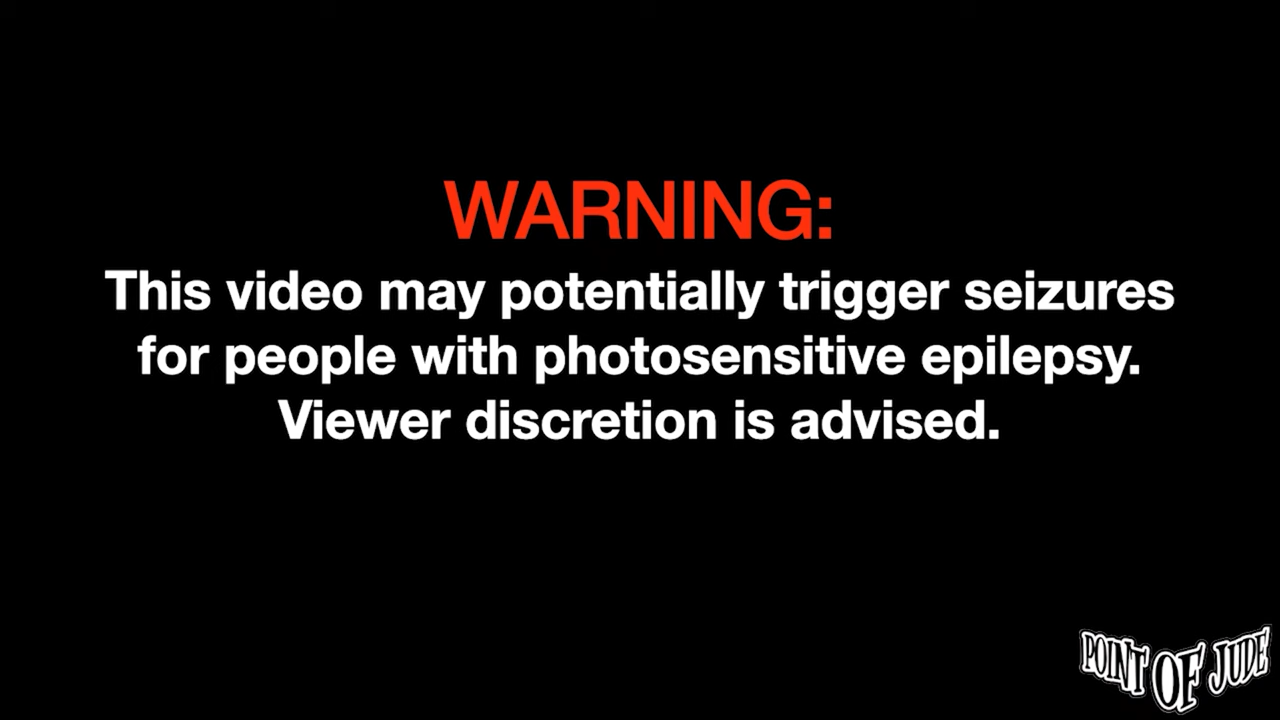 WARNING:
This video may potentially trigger seizures
for people with photosensitive epilepsy.
Viewer discretion is advised.
POINT OF JUDE